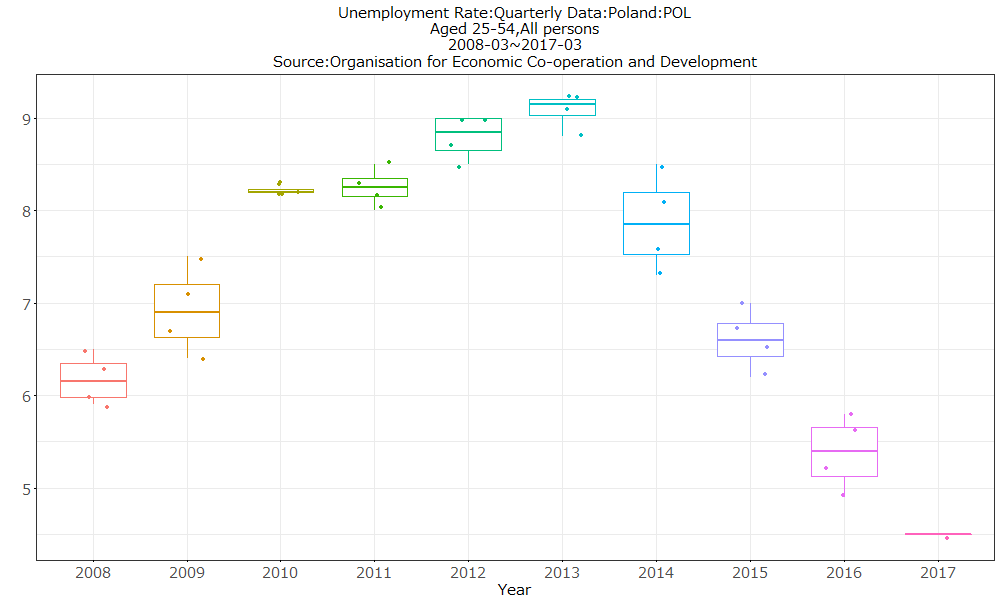 Unemployment Rate:Quarterly Data:Poland:POL
Aged 25-54,All persons
2008-03~2017-03
Source:Organisation for Economic Co-operation and Development
9
8
7
6
5
2008 2009 2010 2011 2012 2013 2014 2015 2016 2017
Year